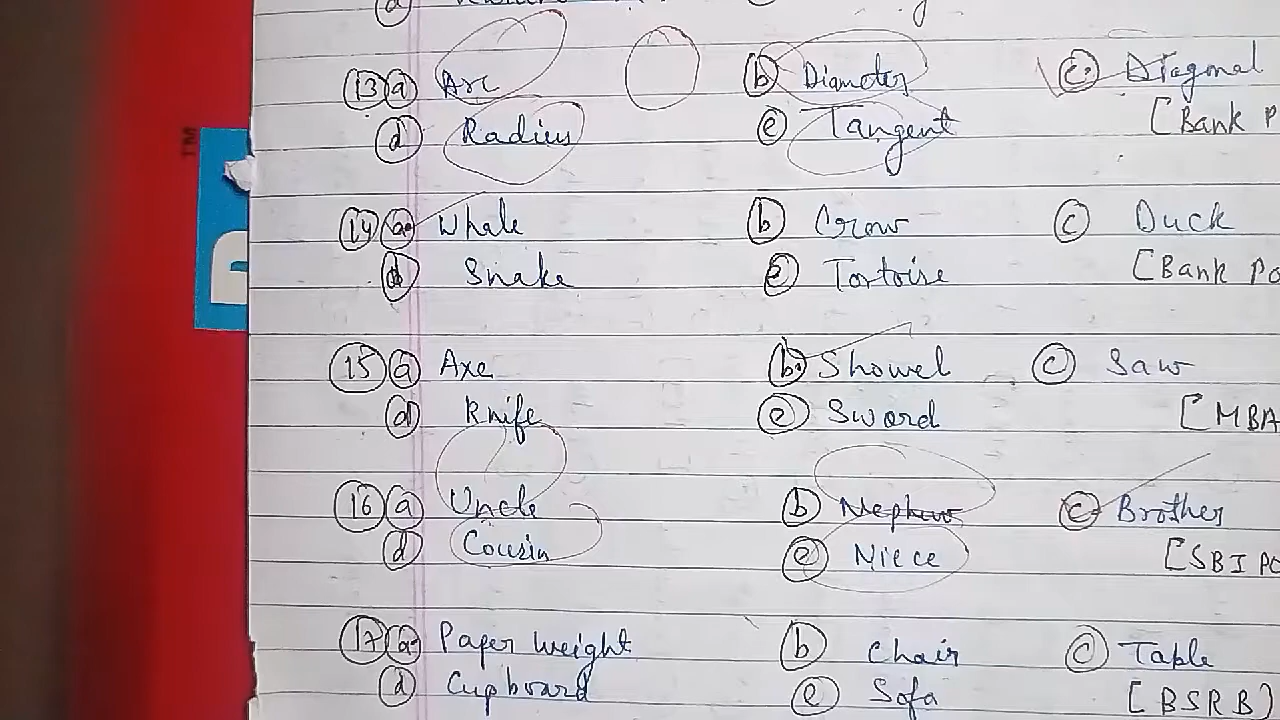 13 a Arc b Diameter c. Diagonal
d Radius e Tangent [Bank P
14 a Whale b Crow c Duck
d Snake e Tortoise [Bank Po
15 a Axe b. Showel c Saw
d Knife e Sword [MBA
16 a Uncle b Nephew c Brother
d Cousin e Niece [SBI PO
17 a Paper weight b Chair c Table
d Cupboard e Sofa [BSRB]
TM